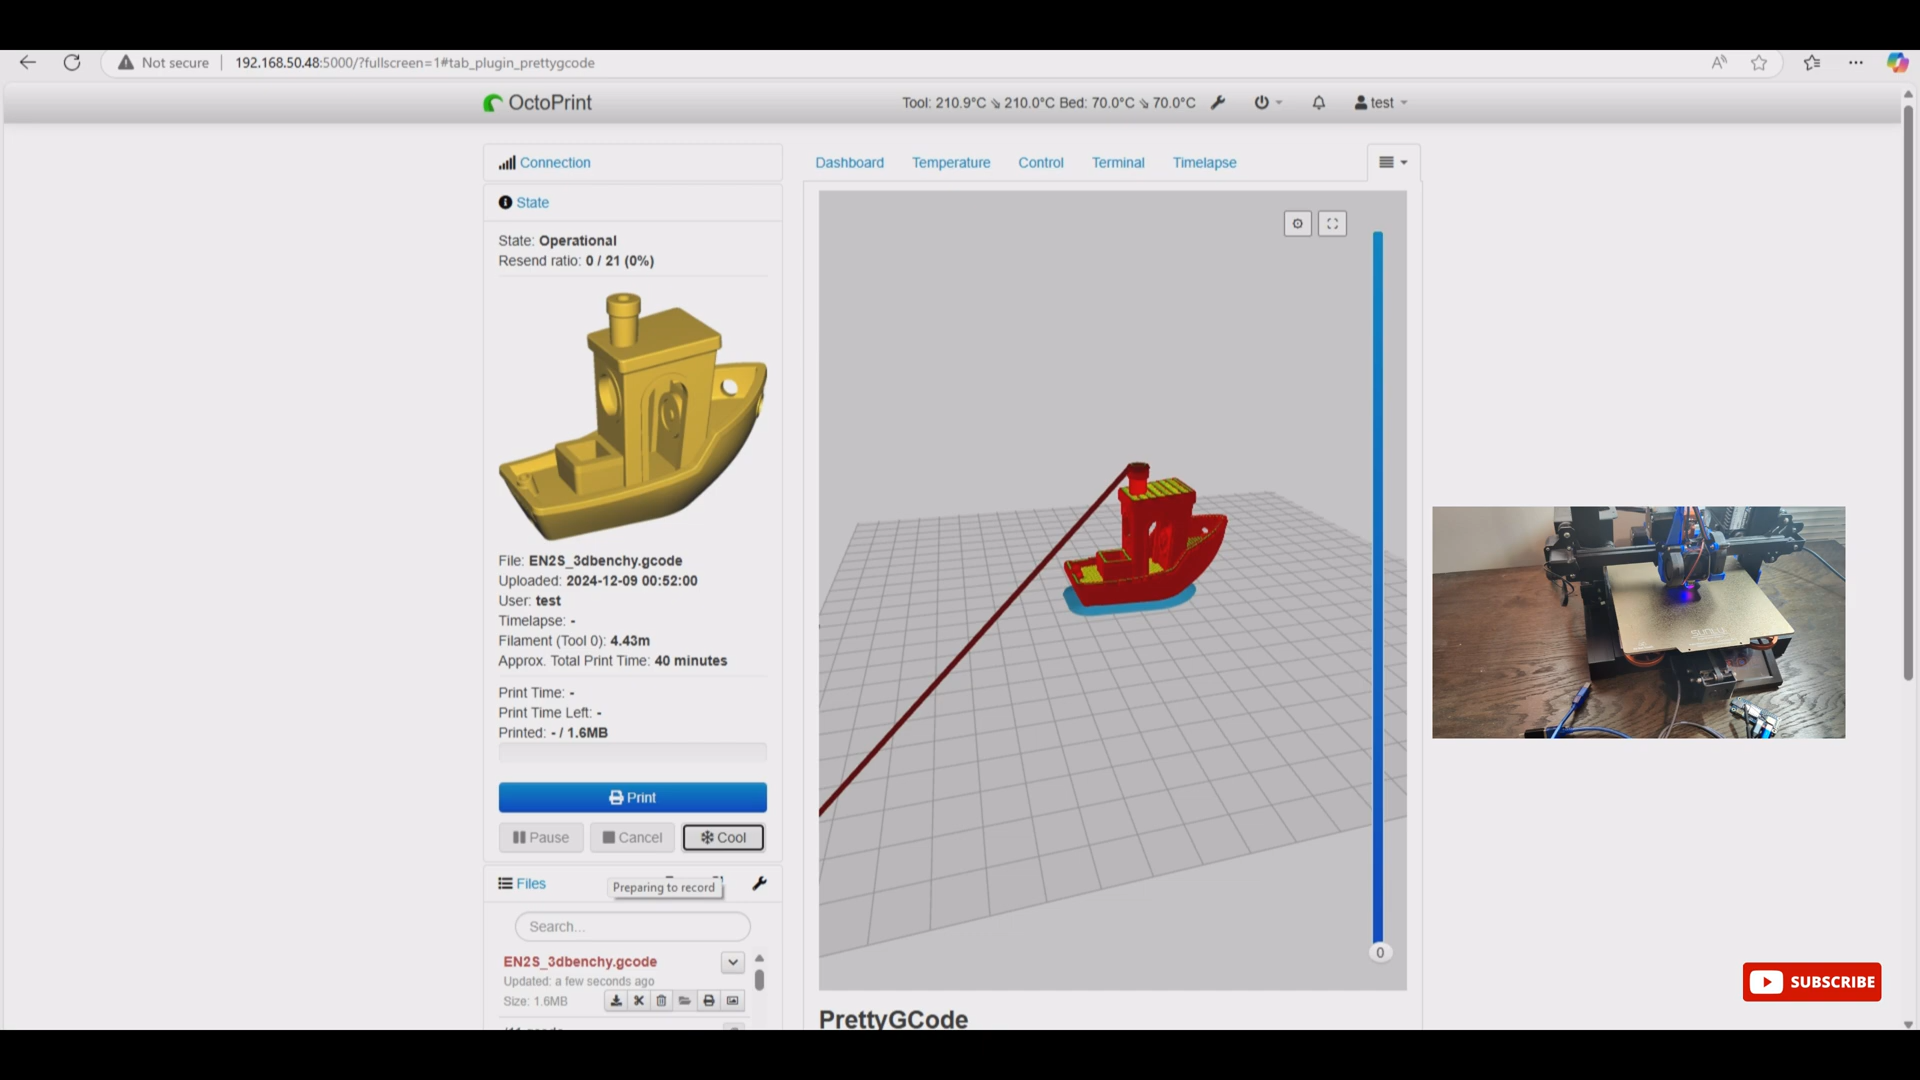 Not secure
192.168.50.48:5000/?fullscreen=1#tab_plugin_prettygcode
OctoPrint
Tool: 210.9°C ⇘ 210.0°C Bed: 70.0°C ⇘ 70.0°C
test
Connection
Dashboard Temperature Control Terminal Timelapse
State
State: Operational
Resend ratio: 0 / 21 (0%)
File: EN2S_3dbenchy.gcode
Uploaded: 2024-12-09 00:52:00
User: test
Timelapse: -
Filament (Tool 0): 4.43m
Approx. Total Print Time: 40 minutes
Print Time: -
Print Time Left: -
Printed: - / 1.6MB
Print
Pause Cancel Cool
Files
Preparing to record
Search...
EN2S_3dbenchy.gcode
Updated: a few seconds ago
Size: 1.6MB
0
PrettyGCode
SUBSCRIBE